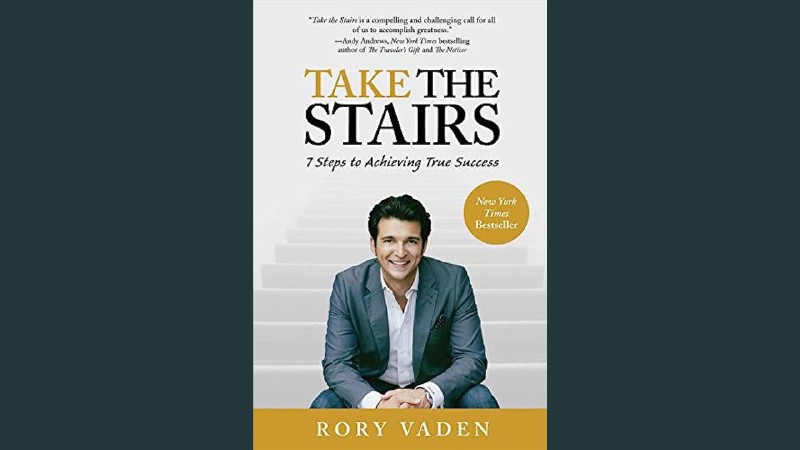 “Take the Stairs is a compelling and challenging call for all
of us to accomplish greatness.”
—Andy Andrews, New York Times bestselling
author of The Traveler's Gift and The Noticer
TAKE THE
STAIRS
7 Steps to Achieving True Success
New York
Times
Bestseller
RORY VADEN